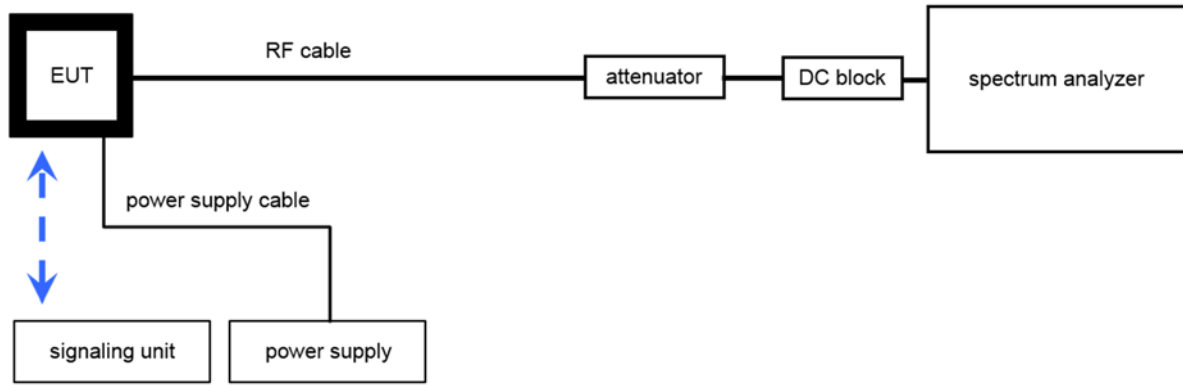 EUT
RF cable
attenuator
DC block
spectrum analyzer
power supply cable
signaling unit
power supply